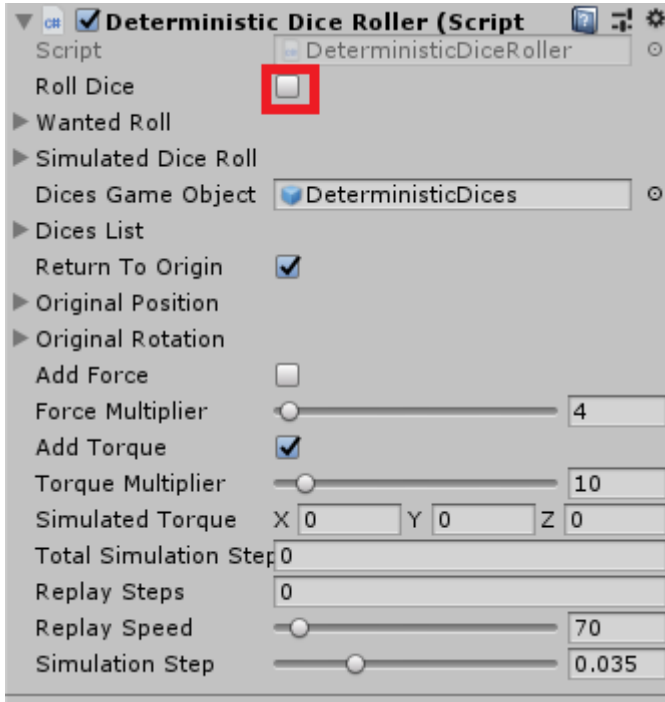 Deterministic Dice Roller (Script
Script DeterministicDiceRoller
Roll Dice
Wanted Roll
Simulated Dice Roll
Dices Game Object DeterministicDices
Dices List
Return To Origin
Original Position
Original Rotation
Add Force
Force Multiplier 4
Add Torque
Torque Multiplier 10
Simulated Torque X 0 Y 0 Z 0
Total Simulation Step 0
Replay Steps 0
Replay Speed 70
Simulation Step 0.035